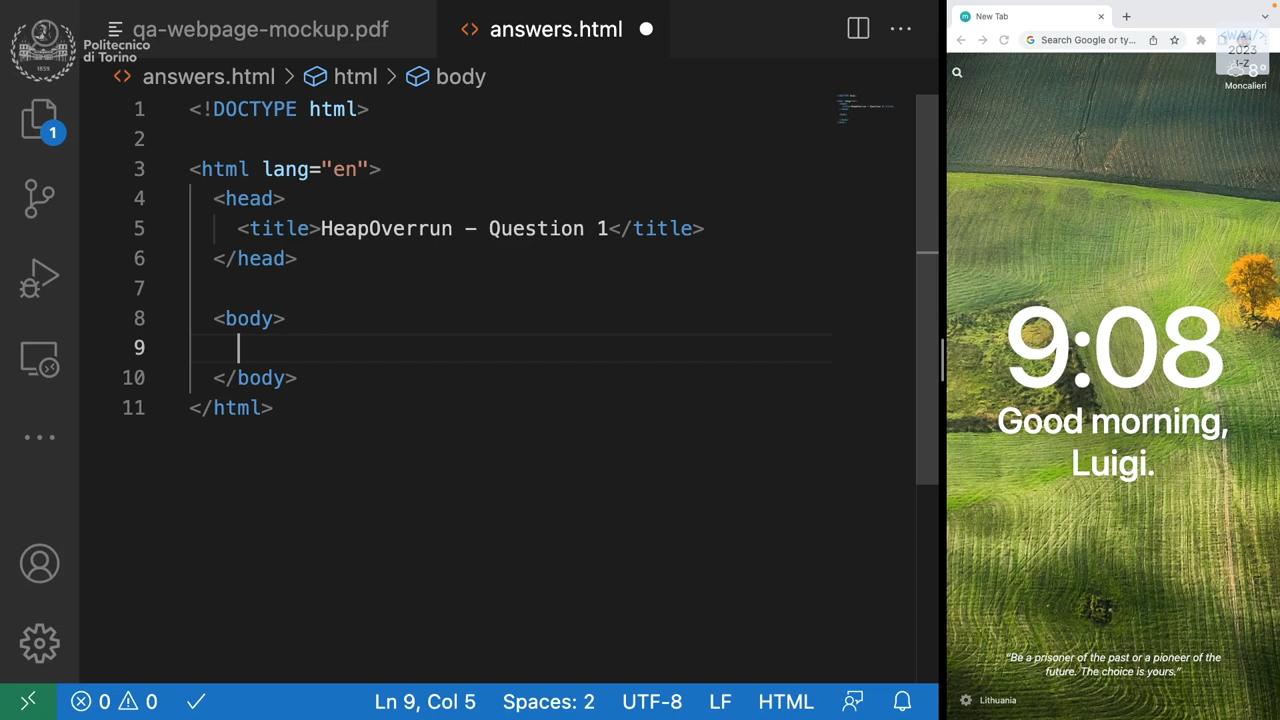 qa-webpage-mockup.pdf
answers.html
Politecnico
di Torino
1859
answers.html > html > body
1 <!DOCTYPE html>
2
3 <html lang="en">
4 <head>
5 <title>HeapOverrun - Question 1</title>
6 </head>
7
8 <body>
9
10 </body>
11 </html>
1
0 0
Ln 9, Col 5
Spaces: 2
UTF-8
LF
HTML
New Tab
Search Google or ty...
2023
I-Z
8°
Moncalieri
9:08
Good morning,
Luigi.
“Be a prisoner of the past or a pioneer of the
future. The choice is yours.”
Lithuania